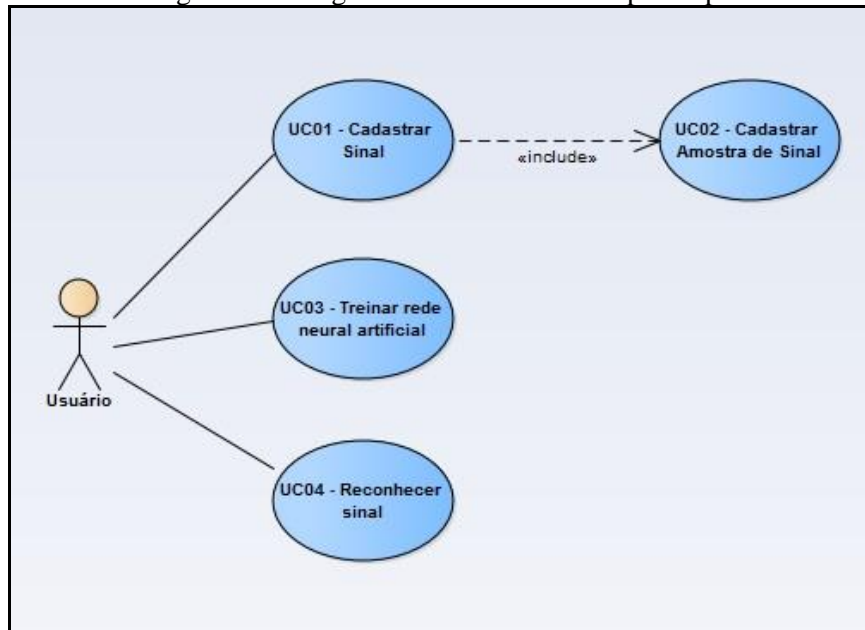 UC01 - Cadastrar
Sinal
«include»
UC02 - Cadastrar
Amostra de Sinal
UC03 - Treinar rede
neural artificial
Usuário
UC04 - Reconhecer
sinal